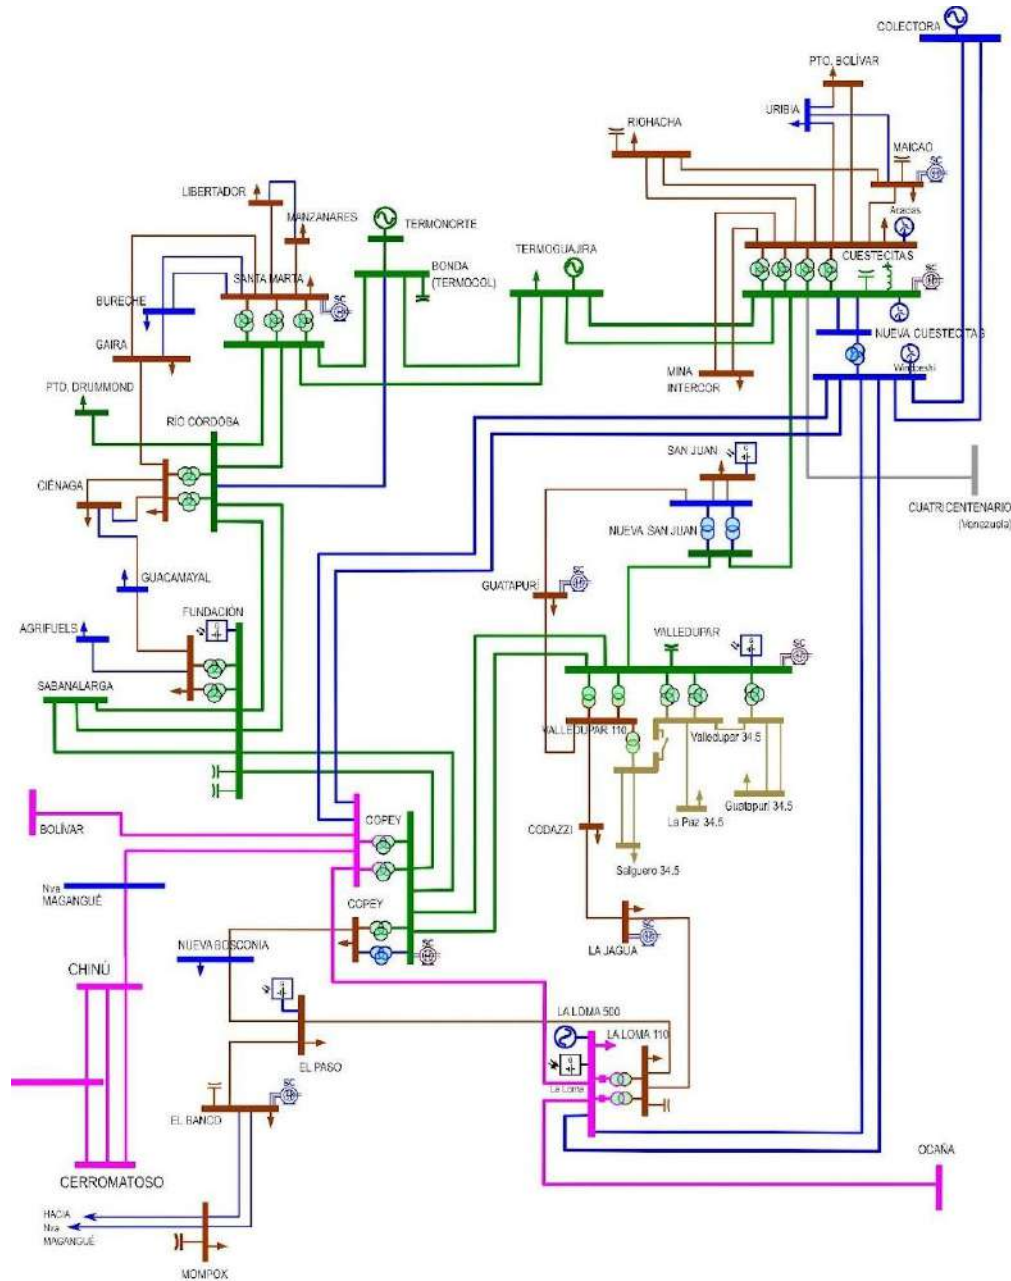 COLECTORA
PTO. BOLÍVAR
URIBIA
RIOHACHA
MAICAO
SC
LIBERTADOR
MANZANARES
TERMONORTE
BONDA
(TERMOCOL)
TERMOGUAJIRA
CUESTECITAS
SC
SANTA MARTA
SC
BURECHE
GAIRA
NUEVA CUESTECITAS
MINA
INTERCOR
PTO. DRUMMOND
RÍO CÓRDOBA
SAN JUAN
CIÉNAGA
NUEVA SAN JUAN
CUATRICENTENARIO
(Venezuela)
GUACAMAYAL
GUATAPURÍ
SC
FUNDACIÓN
AGRIFUELS
VALLEDUPAR
SC
SABANALARGA
VALLEDUPAR 110
Valledupar 34.5
Guatapurí 34.5
La Paz 34.5
BOLÍVAR
COPEY
CODAZZI
Salguero 34.5
Nva
MAGANGUÉ
COPEY
SC
LA JAGUA
SC
NUEVA BOSCONIA
CHINÚ
LA LOMA 500
LA LOMA 110
EL PASO
La Loma
SC
EL BANCO
CERROMATOSO
OCAÑA
HACIA
Nva
MAGANGUÉ
MOMPOX